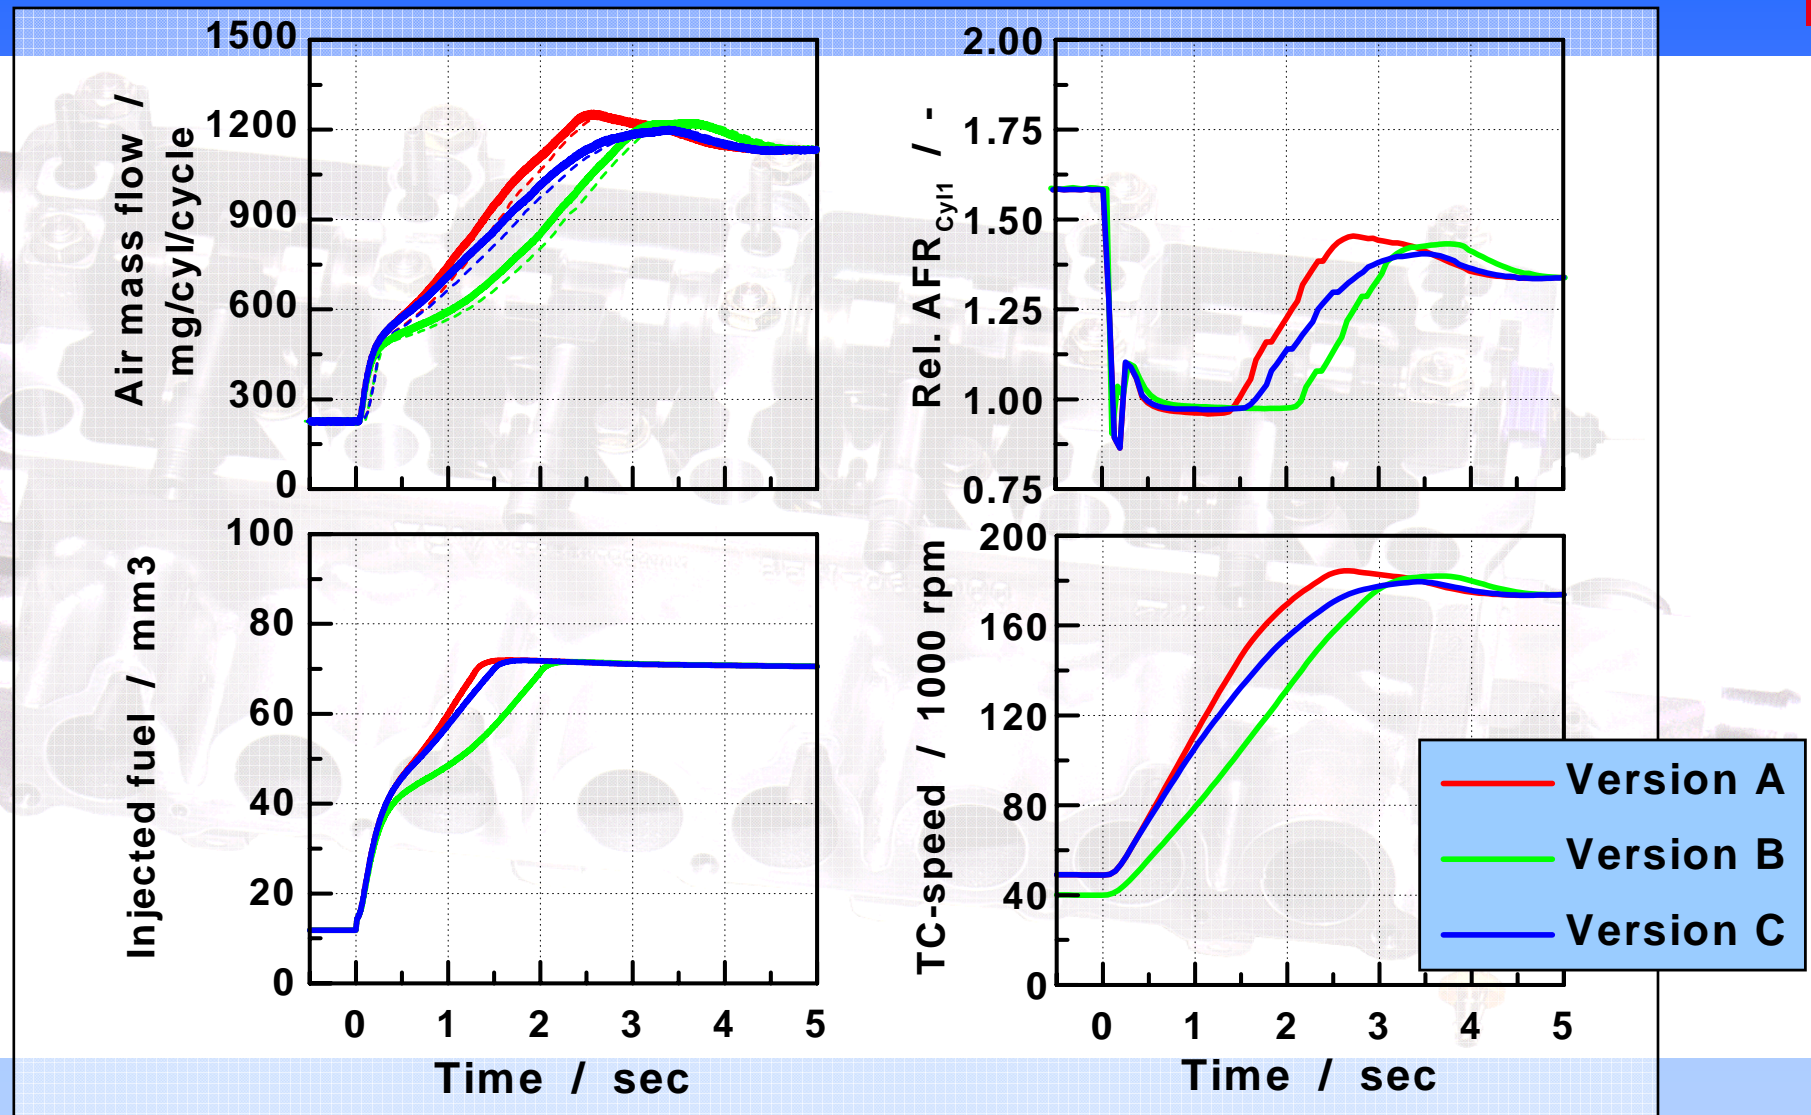 Air mass flow /
mg/cyl/cycle
1500
1200
900
600
300
0
Rel. AFRCyl1 / -
2.00
1.75
1.50
1.25
1.00
0.75
Injected fuel / mm3
100
80
60
40
20
0
0 1 2 3 4 5
Time / sec
TC-speed / 1000 rpm
200
160
120
80
40
0
0 1 2 3 4 5
Time / sec
Version A
Version B
Version C